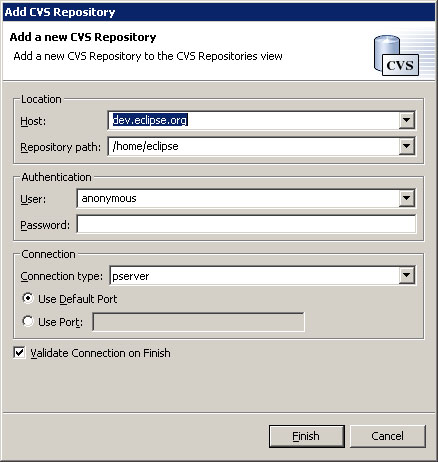 Add CVS Repository
Add a new CVS Repository
Add a new CVS Repository to the CVS Repositories view
CVS
Location
Host: dev.eclipse.org
Repository path: /home/eclipse
Authentication
User: anonymous
Password:
Connection
Connection type: pserver
Use Default Port
Use Port:
Validate Connection on Finish
Finish Cancel